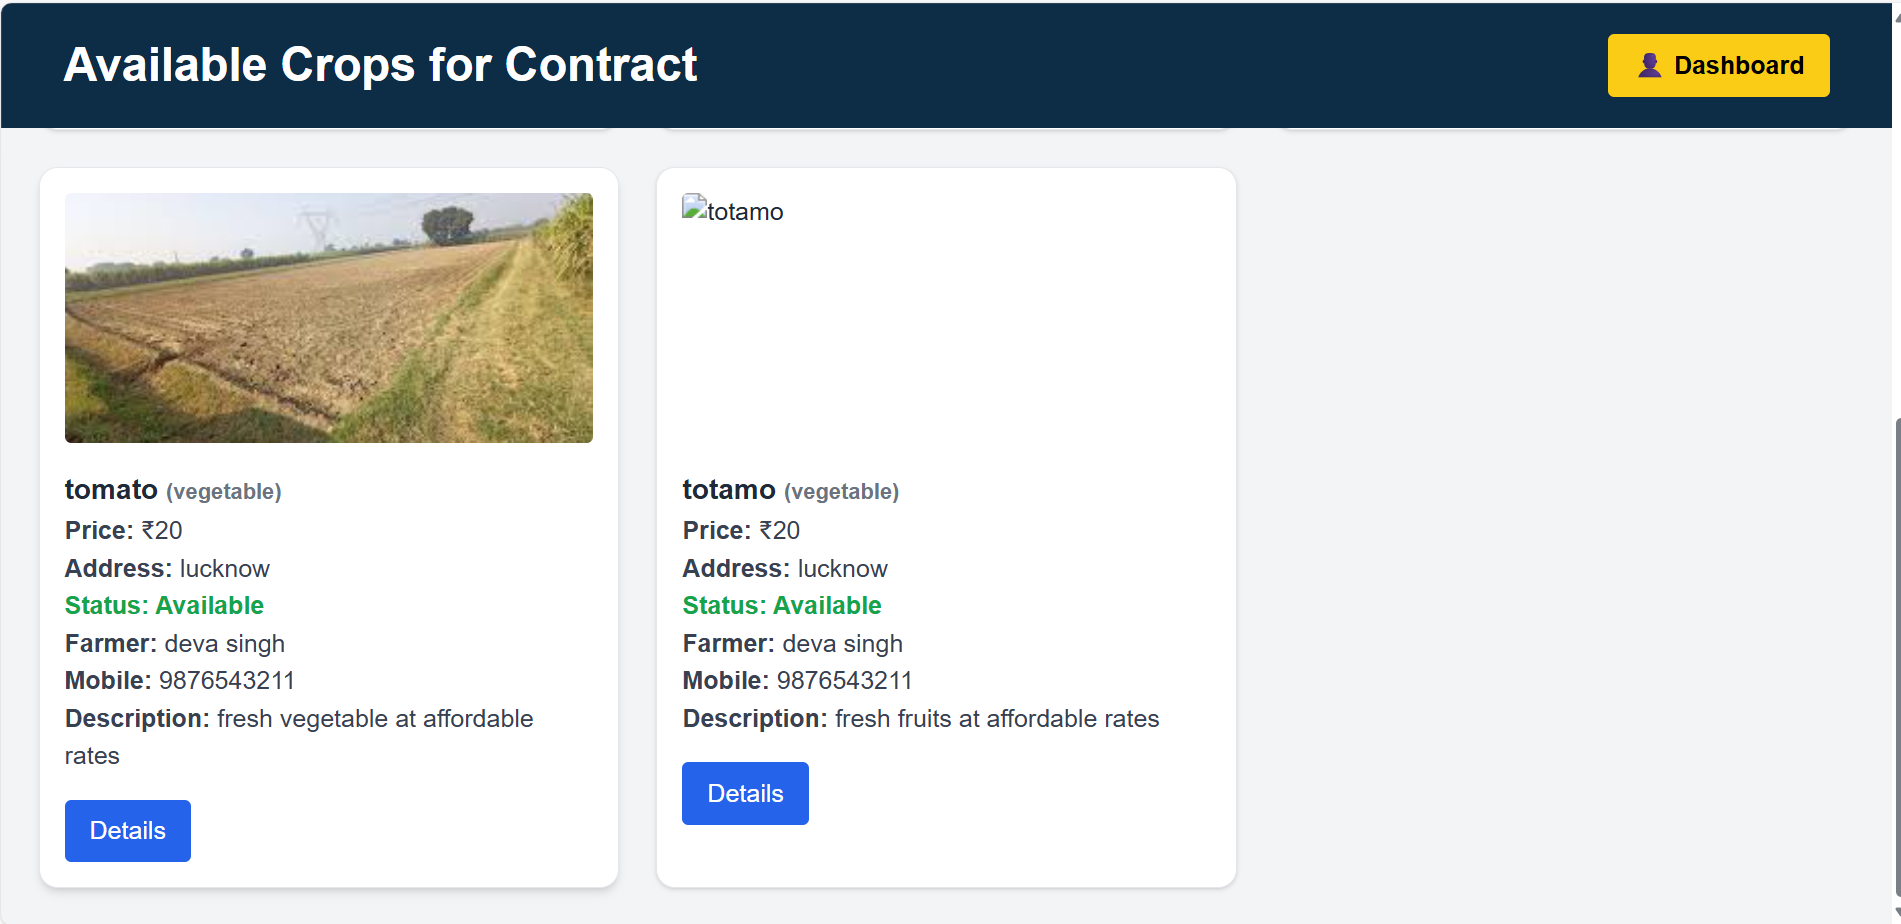 Available Crops for Contract
Dashboard
tomato (vegetable)
Price: ₹20
Address: lucknow
Status: Available
Farmer: deva singh
Mobile: 9876543211
Description: fresh vegetable at affordable
rates
Details
totamo
totamo (vegetable)
Price: ₹20
Address: lucknow
Status: Available
Farmer: deva singh
Mobile: 9876543211
Description: fresh fruits at affordable rates
Details